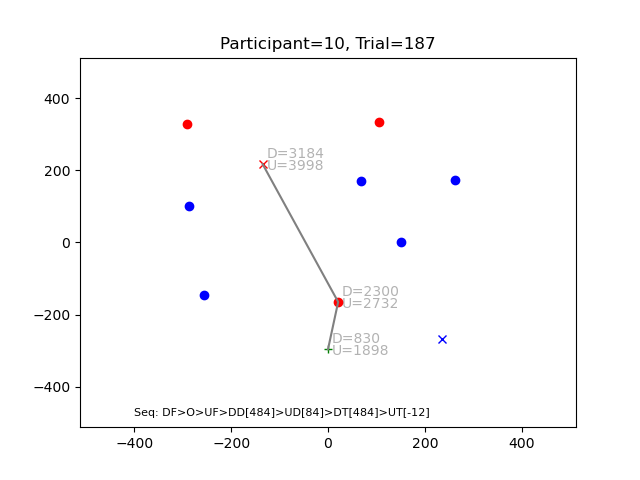 Participant=10, Trial=187
400
200
0
−200
−400
D=3184
U=3998
D=2300
U=2732
D=830
U=1898
Seq: DF>O>UF>DD[484]>UD[84]>DT[484]>UT[-12]
−400
−200
0
200
400